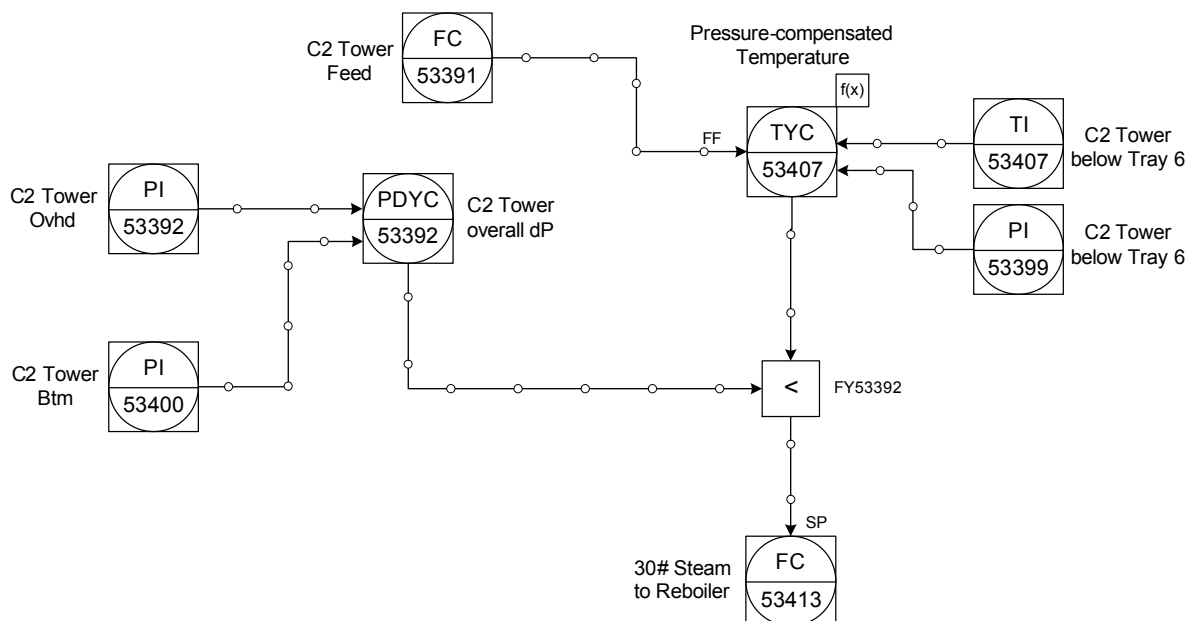 C2 Tower
Feed
FC
53391
Pressure-compensated
Temperature
f(x)
FF
TYC
53407
TI
53407
C2 Tower
below Tray 6
C2 Tower
Ovhd
PI
53392
PDYC
53392
C2 Tower
overall dP
PI
53399
C2 Tower
below Tray 6
C2 Tower
Btm
PI
53400
<
FY53392
SP
30# Steam
to Reboiler
FC
53413